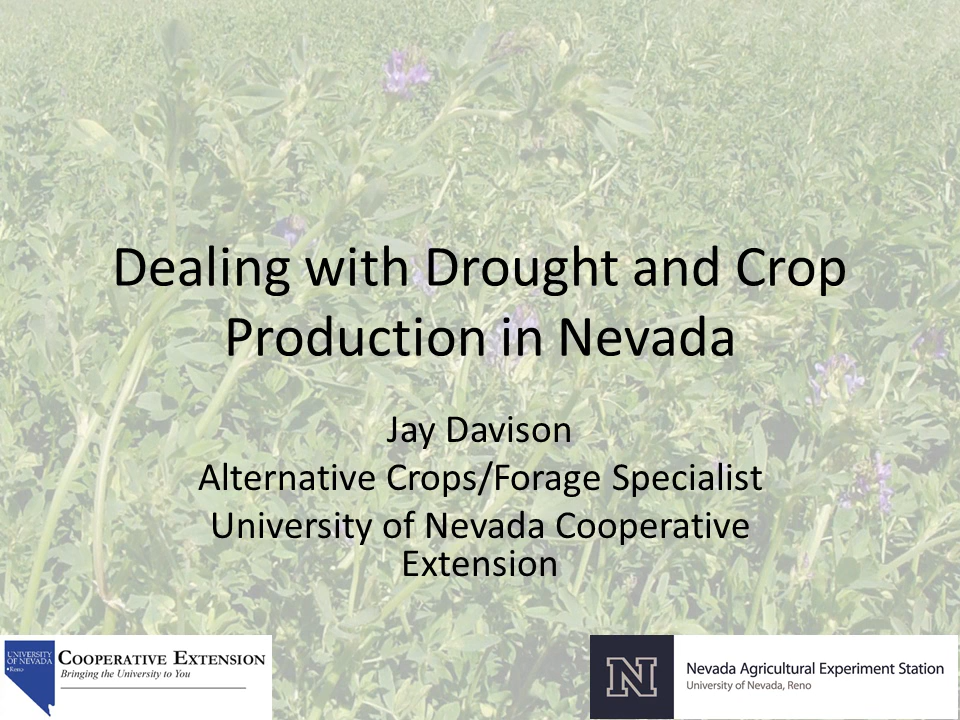 Dealing with Drought and Crop
Production in Nevada
Jay Davison
Alternative Crops/Forage Specialist
University of Nevada Cooperative
Extension
UNIVERSITY
OF NEVADA
•Reno
COOPERATIVE EXTENSION
Bringing the University to You
N
Nevada Agricultural Experiment Station
University of Nevada, Reno